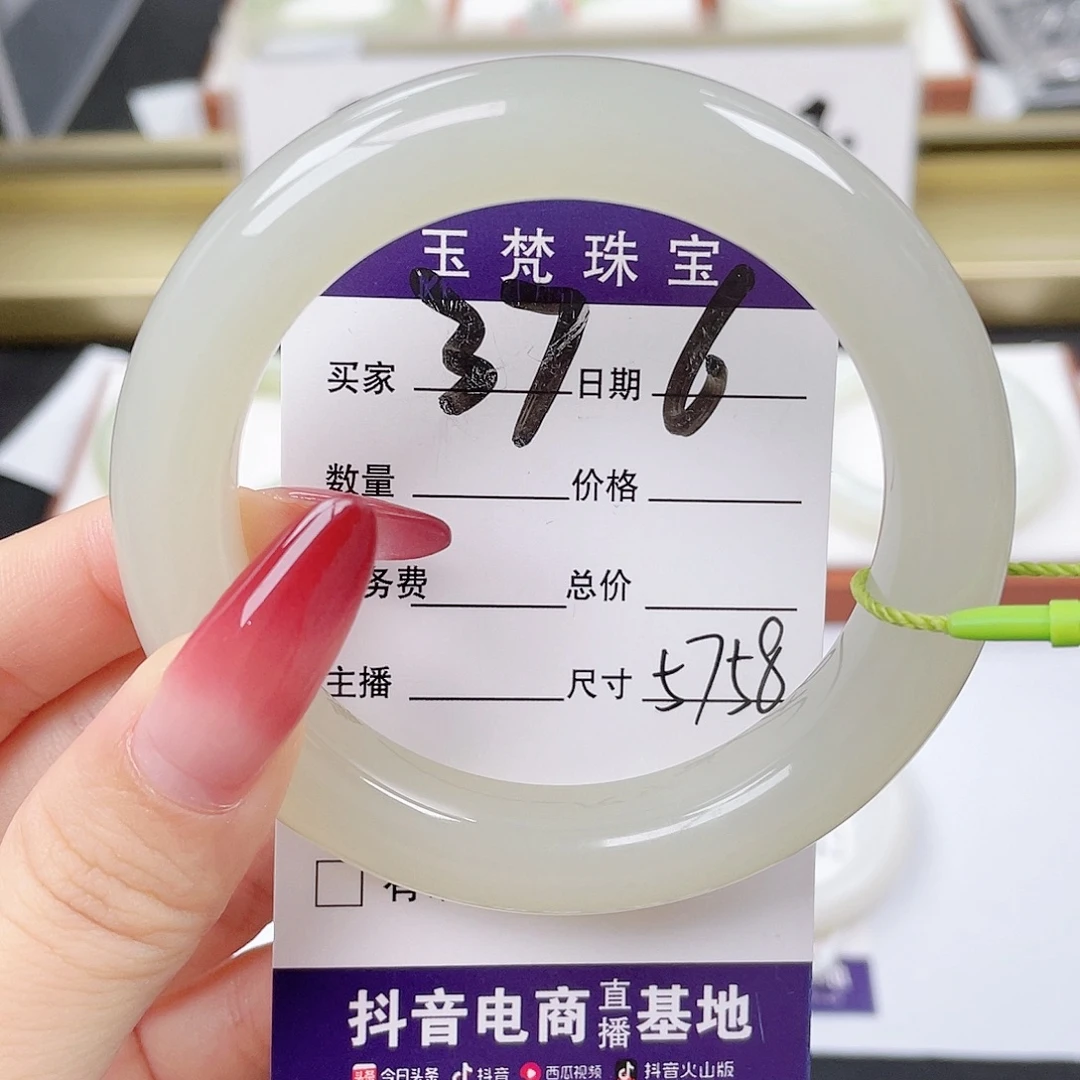 玉梵珠宝
376
买家 日期
数量 价格
务费 总价
主播 尺寸 5758
抖音电商直播基地
头条 今日头条 抖音 西瓜视频 抖音火山版